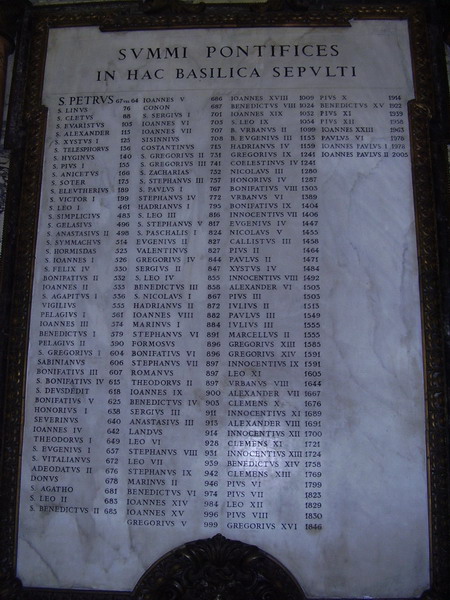 SVMMI PONTIFICES
IN HAC BASILICA SEPVLTI
S. PETRVS 67 vel 64
S. LINVS 76
S. CLETVS 88
S. EVARISTVS 105
S. ALEXANDER 115
S. XYSTVS I 125
S. TELESPHORVS 136
S. HYGINVS 140
S. PIVS I 155
S. ANICETVS 166
S. SOTER 175
S. ELEVTHERIVS 189
S. VICTOR I 199
S. LEO I 461
S. SIMPLICIVS 483
S. GELASIVS 496
S. ANASTASIVS II 498
S. SYMMACHVS 514
S. HORMISDAS 523
S. IOANNES I 526
S. FELIX IV 530
BONIFATIVS II 532
IOANNES II 535
S. AGAPITVS I 536
VIGILIVS 555
PELAGIVS I 561
IOANNES III 574
BENEDICTVS I 579
PELAGIVS II 590
S. GREGORIVS I 604
SABINIANVS 606
BONIFATIVS III 607
S. BONIFATIVS IV 615
S. DEVSDEDIT 618
BONIFATIVS V 625
HONORIVS I 638
SEVERINVS 640
IOANNES IV 642
THEODORVS I 649
S. EVGENIVS I 657
S. VITALIANVS 672
ADEODATVS II 676
DONVS 678
S. AGATHO 681
S. LEO II 683
S. BENEDICTVS II 685
IOANNES V 686
CONON 687
S. SERGIVS I 701
IOANNES VI 705
IOANNES VII 707
SISINNIVS 708
CONSTANTINVS 715
S. GREGORIVS II 731
S. GREGORIVS III 741
S. ZACHARIAS 752
S. STEPHANVS III 757
S. PAVLVS I 767
STEPHANVS IV 772
HADRIANVS I 795
S. LEO III 816
S. STEPHANVS V 817
S. PASCHALIS I 824
EVGENIVS II 827
VALENTINVS 827
GREGORIVS IV 844
SERGIVS II 847
S. LEO IV 855
BENEDICTVS III 858
S. NICOLAVS I 867
HADRIANVS II 872
IOANNES VIII 882
MARINVS I 884
STEPHANVS VI 891
FORMOSVS 896
BONIFATIVS VI 896
STEPHANVS VII 897
ROMANVS 897
THEODORVS II 897
IOANNES IX 900
BENEDICTVS IV 903
SERGIVS III 911
ANASTASIVS III 913
LANDVS 914
LEO VI 928
STEPHANVS VIII 931
LEO VII 939
STEPHANVS IX 942
MARINVS II 946
BENEDICTVS VI 974
IOANNES XIV 984
IOANNES XV 996
GREGORIVS V 999
IOANNES XVIII 1009
BENEDICTVS VIII 1024
IOANNES XIX 1032
S. LEO IX 1054
B. VRBANVS II 1099
B. EVGENIVS III 1153
HADRIANVS IV 1159
GREGORIVS IX 1241
COELESTINVS IV 1241
NICOLAVS III 1280
HONORIVS IV 1287
BONIFATIVS VIII 1303
VRBANVS VI 1389
BONIFATIVS IX 1404
INNOCENTIVS VII 1406
EVGENIVS IV 1447
NICOLAVS V 1455
CALLISTVS III 1458
PIVS II 1464
PAVLVS II 1471
XYSTVS IV 1484
INNOCENTIVS VIII 1492
ALEXANDER VI 1503
PIVS III 1503
IVLIVS II 1513
PAVLVS III 1549
IVLIVS III 1555
MARCELLVS II 1555
GREGORIVS XIII 1585
GREGORIVS XIV 1591
INNOCENTIVS IX 1591
LEO XI 1605
VRBANVS VIII 1644
ALEXANDER VII 1667
CLEMENS X 1676
INNOCENTIVS XI 1689
ALEXANDER VIII 1691
INNOCENTIVS XII 1700
CLEMENS XI 1721
INNOCENTIVS XIII 1724
BENEDICTVS XIV 1758
CLEMENS XIII 1769
PIVS VI 1799
PIVS VII 1823
LEO XII 1829
PIVS VIII 1830
GREGORIVS XVI 1846
PIVS X 1914
BENEDICTVS XV 1922
PIVS XI 1939
PIVS XII 1958
IOANNES XXIII 1963
PAVLVS VI 1978
IOANNES PAVLVS I 1978
IOANNES PAVLVS II 2005